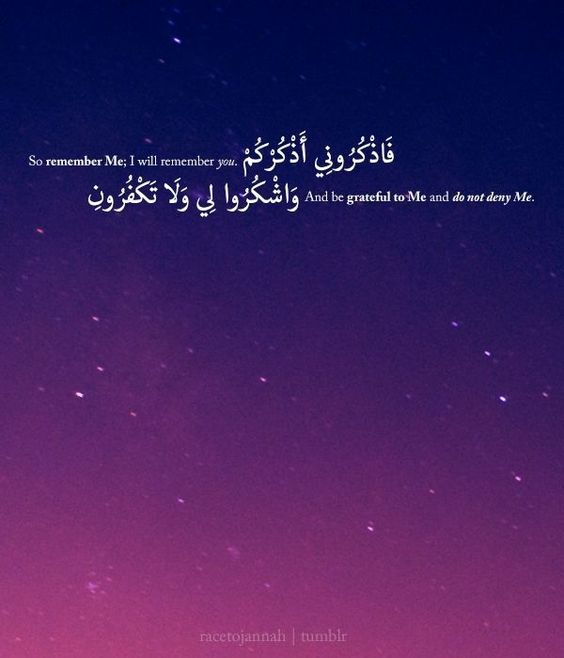 So remember Me; I will remember you. فَاذْكُرُونِي أَذْكُرْكُمْ
وَاشْكُرُوا لِي وَلَا تَكْفُرُونِ And be grateful to Me and do not deny Me.
racetojannah | tumblr